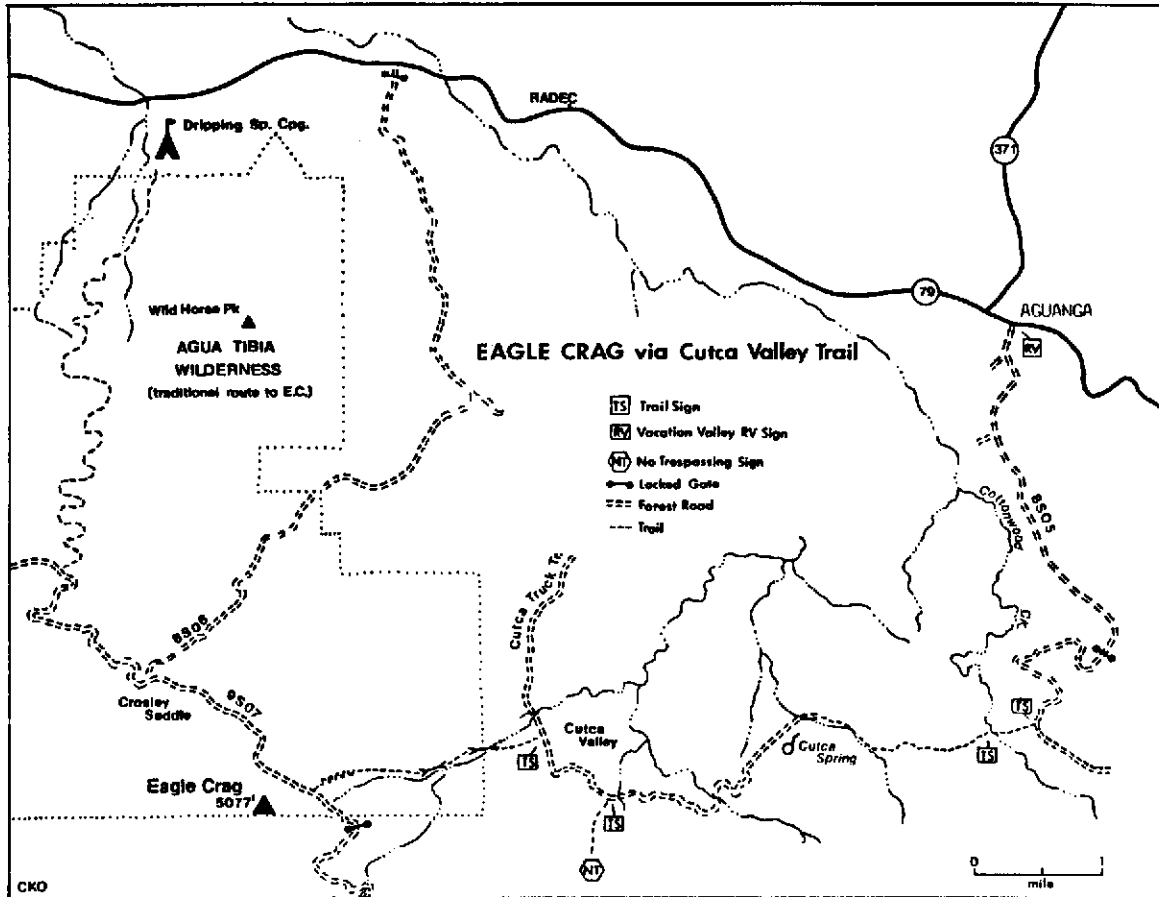 RADEC
Dripping Sp. Cpg.
371
Wild Horse Pk
79
AGUANGA
AGUA TIBIA
WILDERNESS
(traditional route to E.C.)
RV
EAGLE CRAG via Cutca Valley Trail
TS Trail Sign
RV Vacation Valley RV Sign
NT No Trespassing Sign
Locked Gate
Forest Road
Trail
Cottonwood
Cr.
8S05
Cutca Truck Tr.
8S06
Crosley
Saddle
9S07
TS
Cutca
Valley
TS
Cutca
Spring
TS
Eagle Crag
5077'
TS
NT
0 1
mile
CKO